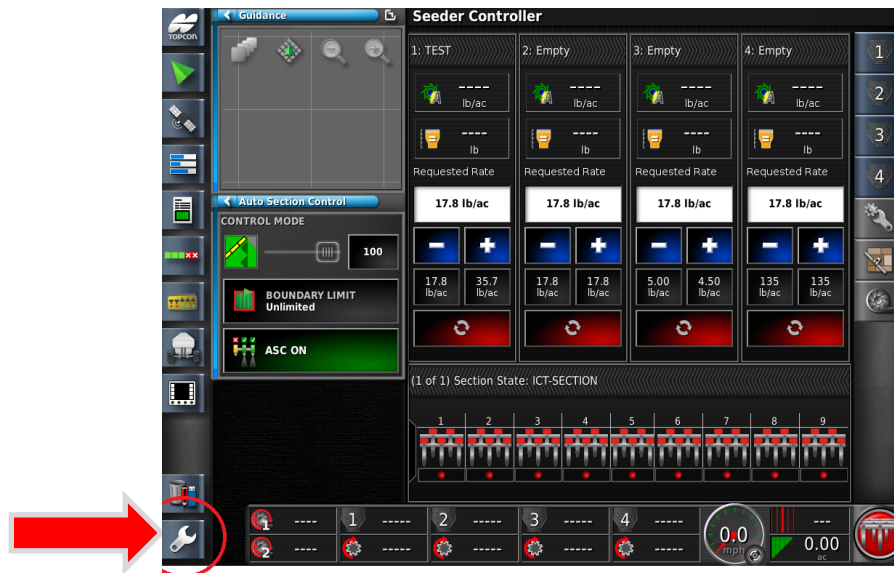 TOPCON
Guidance
Seeder Controller
1: TEST
2: Empty
3: Empty
4: Empty
----
lb/ac
----
lb/ac
----
lb/ac
----
lb/ac
----
lb
----
lb
----
lb
----
lb
Requested Rate
Requested Rate
Requested Rate
Requested Rate
17.8 lb/ac
17.8 lb/ac
17.8 lb/ac
17.8 lb/ac
17.8
lb/ac
35.7
lb/ac
17.8
lb/ac
17.8
lb/ac
5.00
lb/ac
4.50
lb/ac
135
lb/ac
135
lb/ac
Auto Section Control
CONTROL MODE
100
BOUNDARY LIMIT
Unlimited
ASC ON
(1 of 1) Section State: ICT-SECTION
1 2 3 4 5 6 7 8 9
1
2
3
4
1 ---- 1 ----- 2 ----- 3 ----- 4 -----
2 ---- ----- ----- ----- -----
0.0
mph
---
0.00
ac